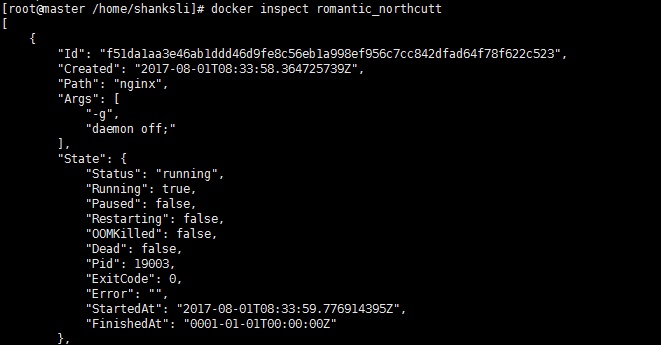 [root@master /home/shanksli]# docker inspect romantic_northcutt
[
    {
        "Id": "f51da1aa3e46ab1ddd46d9fe8c56eb1a998ef956c7cc842dfad64f78f622c523",
        "Created": "2017-08-01T08:33:58.364725739Z",
        "Path": "nginx",
        "Args": [
            "-g",
            "daemon off;"
        ],
        "State": {
            "Status": "running",
            "Running": true,
            "Paused": false,
            "Restarting": false,
            "OOMKilled": false,
            "Dead": false,
            "Pid": 19003,
            "ExitCode": 0,
            "Error": "",
            "StartedAt": "2017-08-01T08:33:59.776914395Z",
            "FinishedAt": "0001-01-01T00:00:00Z"
        },